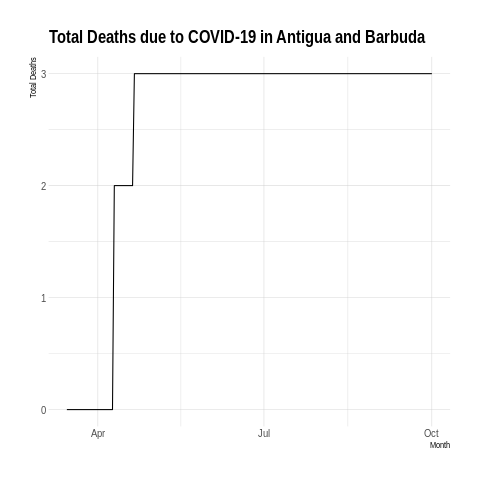 Total Deaths due to COVID-19 in Antigua and Barbuda
Total Deaths
3
2
1
0
Apr
Jul
Oct
Month